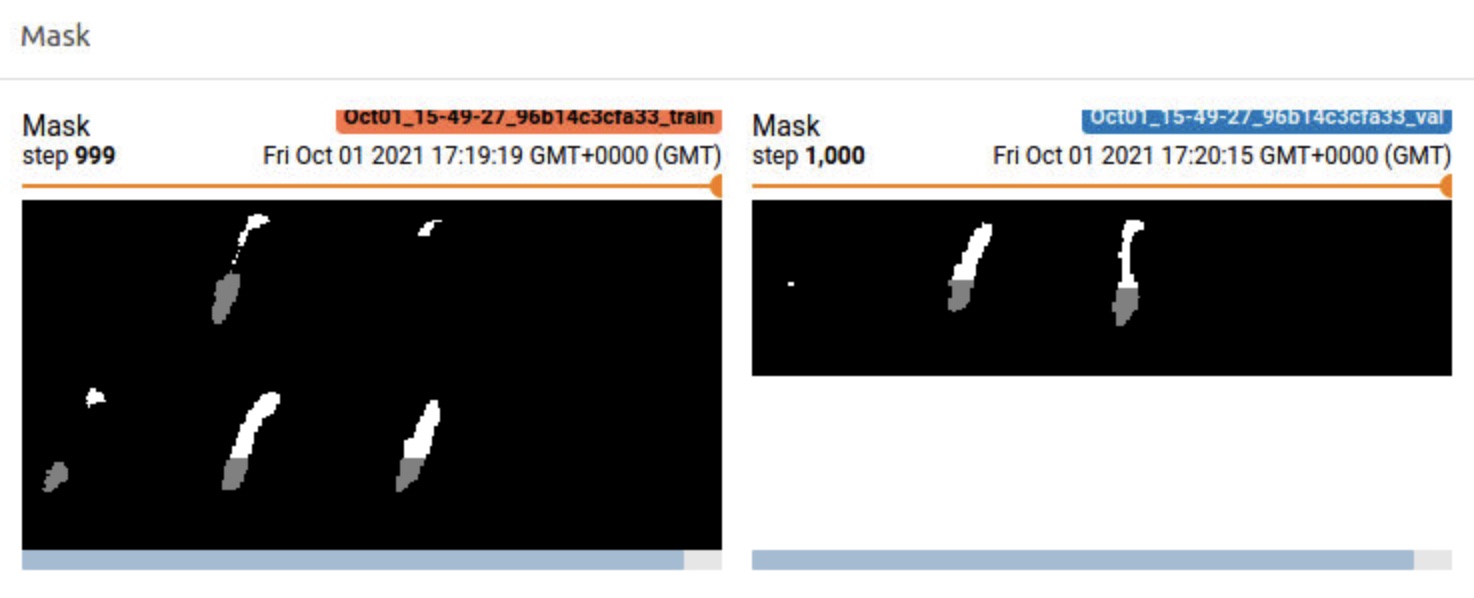 Mask
Mask
Oct01_15-49-27_96b14c3cfa33_train
step 999
Fri Oct 01 2021 17:19:19 GMT+0000 (GMT)
Mask
Oct01_15-49-27_96b14c3cfa33_val
step 1,000
Fri Oct 01 2021 17:20:15 GMT+0000 (GMT)